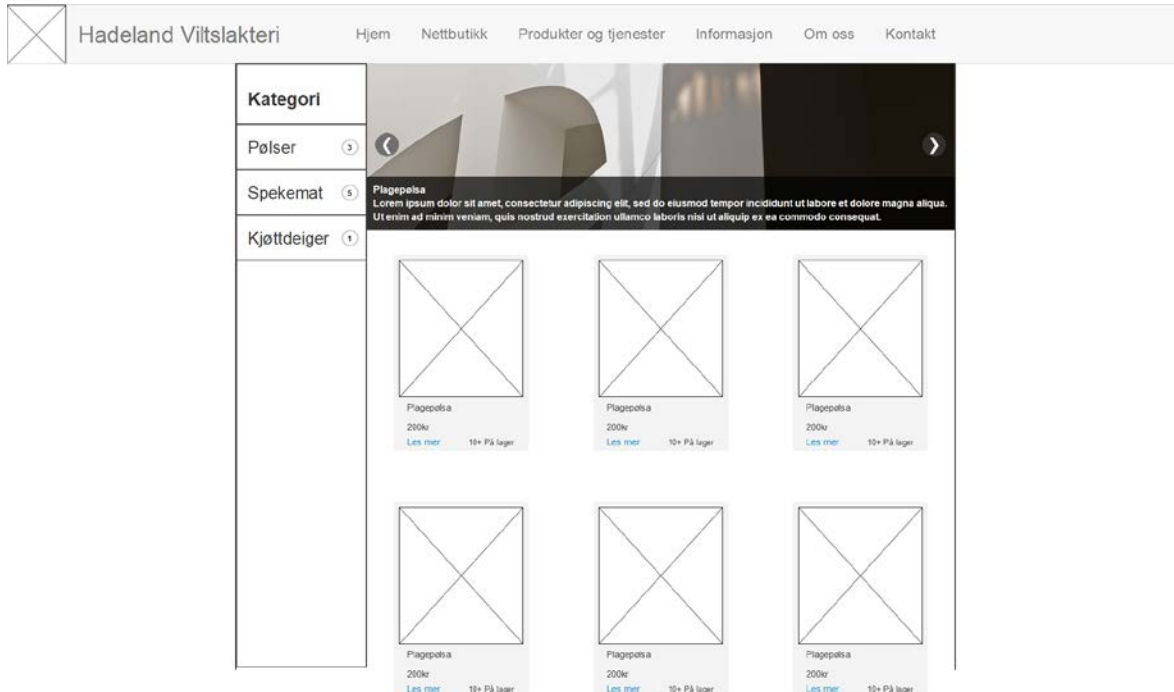 Hadeland Viltslakteri
Hjem Nettbutikk Produkter og tjenester Informasjon Om oss Kontakt
Kategori
Pølser 3
Spekemat 5
Kjøttdeiger 1
Plagepølsa
Lorem ipsum dolor sit amet, consectetur adipiscing elit, sed do eiusmod tempor incididunt ut labore et dolore magna aliqua.
Ut enim ad minim veniam, quis nostrud exercitation ullamco laboris nisi ut aliquip ex ea commodo consequat.
Plagepølsa
200kr
Les mer 10+ På lager
Plagepølsa
200kr
Les mer 10+ På lager
Plagepølsa
200kr
Les mer 10+ På lager
Plagepølsa
200kr
Les mer 10+ På lager
Plagepølsa
200kr
Les mer 10+ På lager
Plagepølsa
200kr
Les mer 10+ På lager